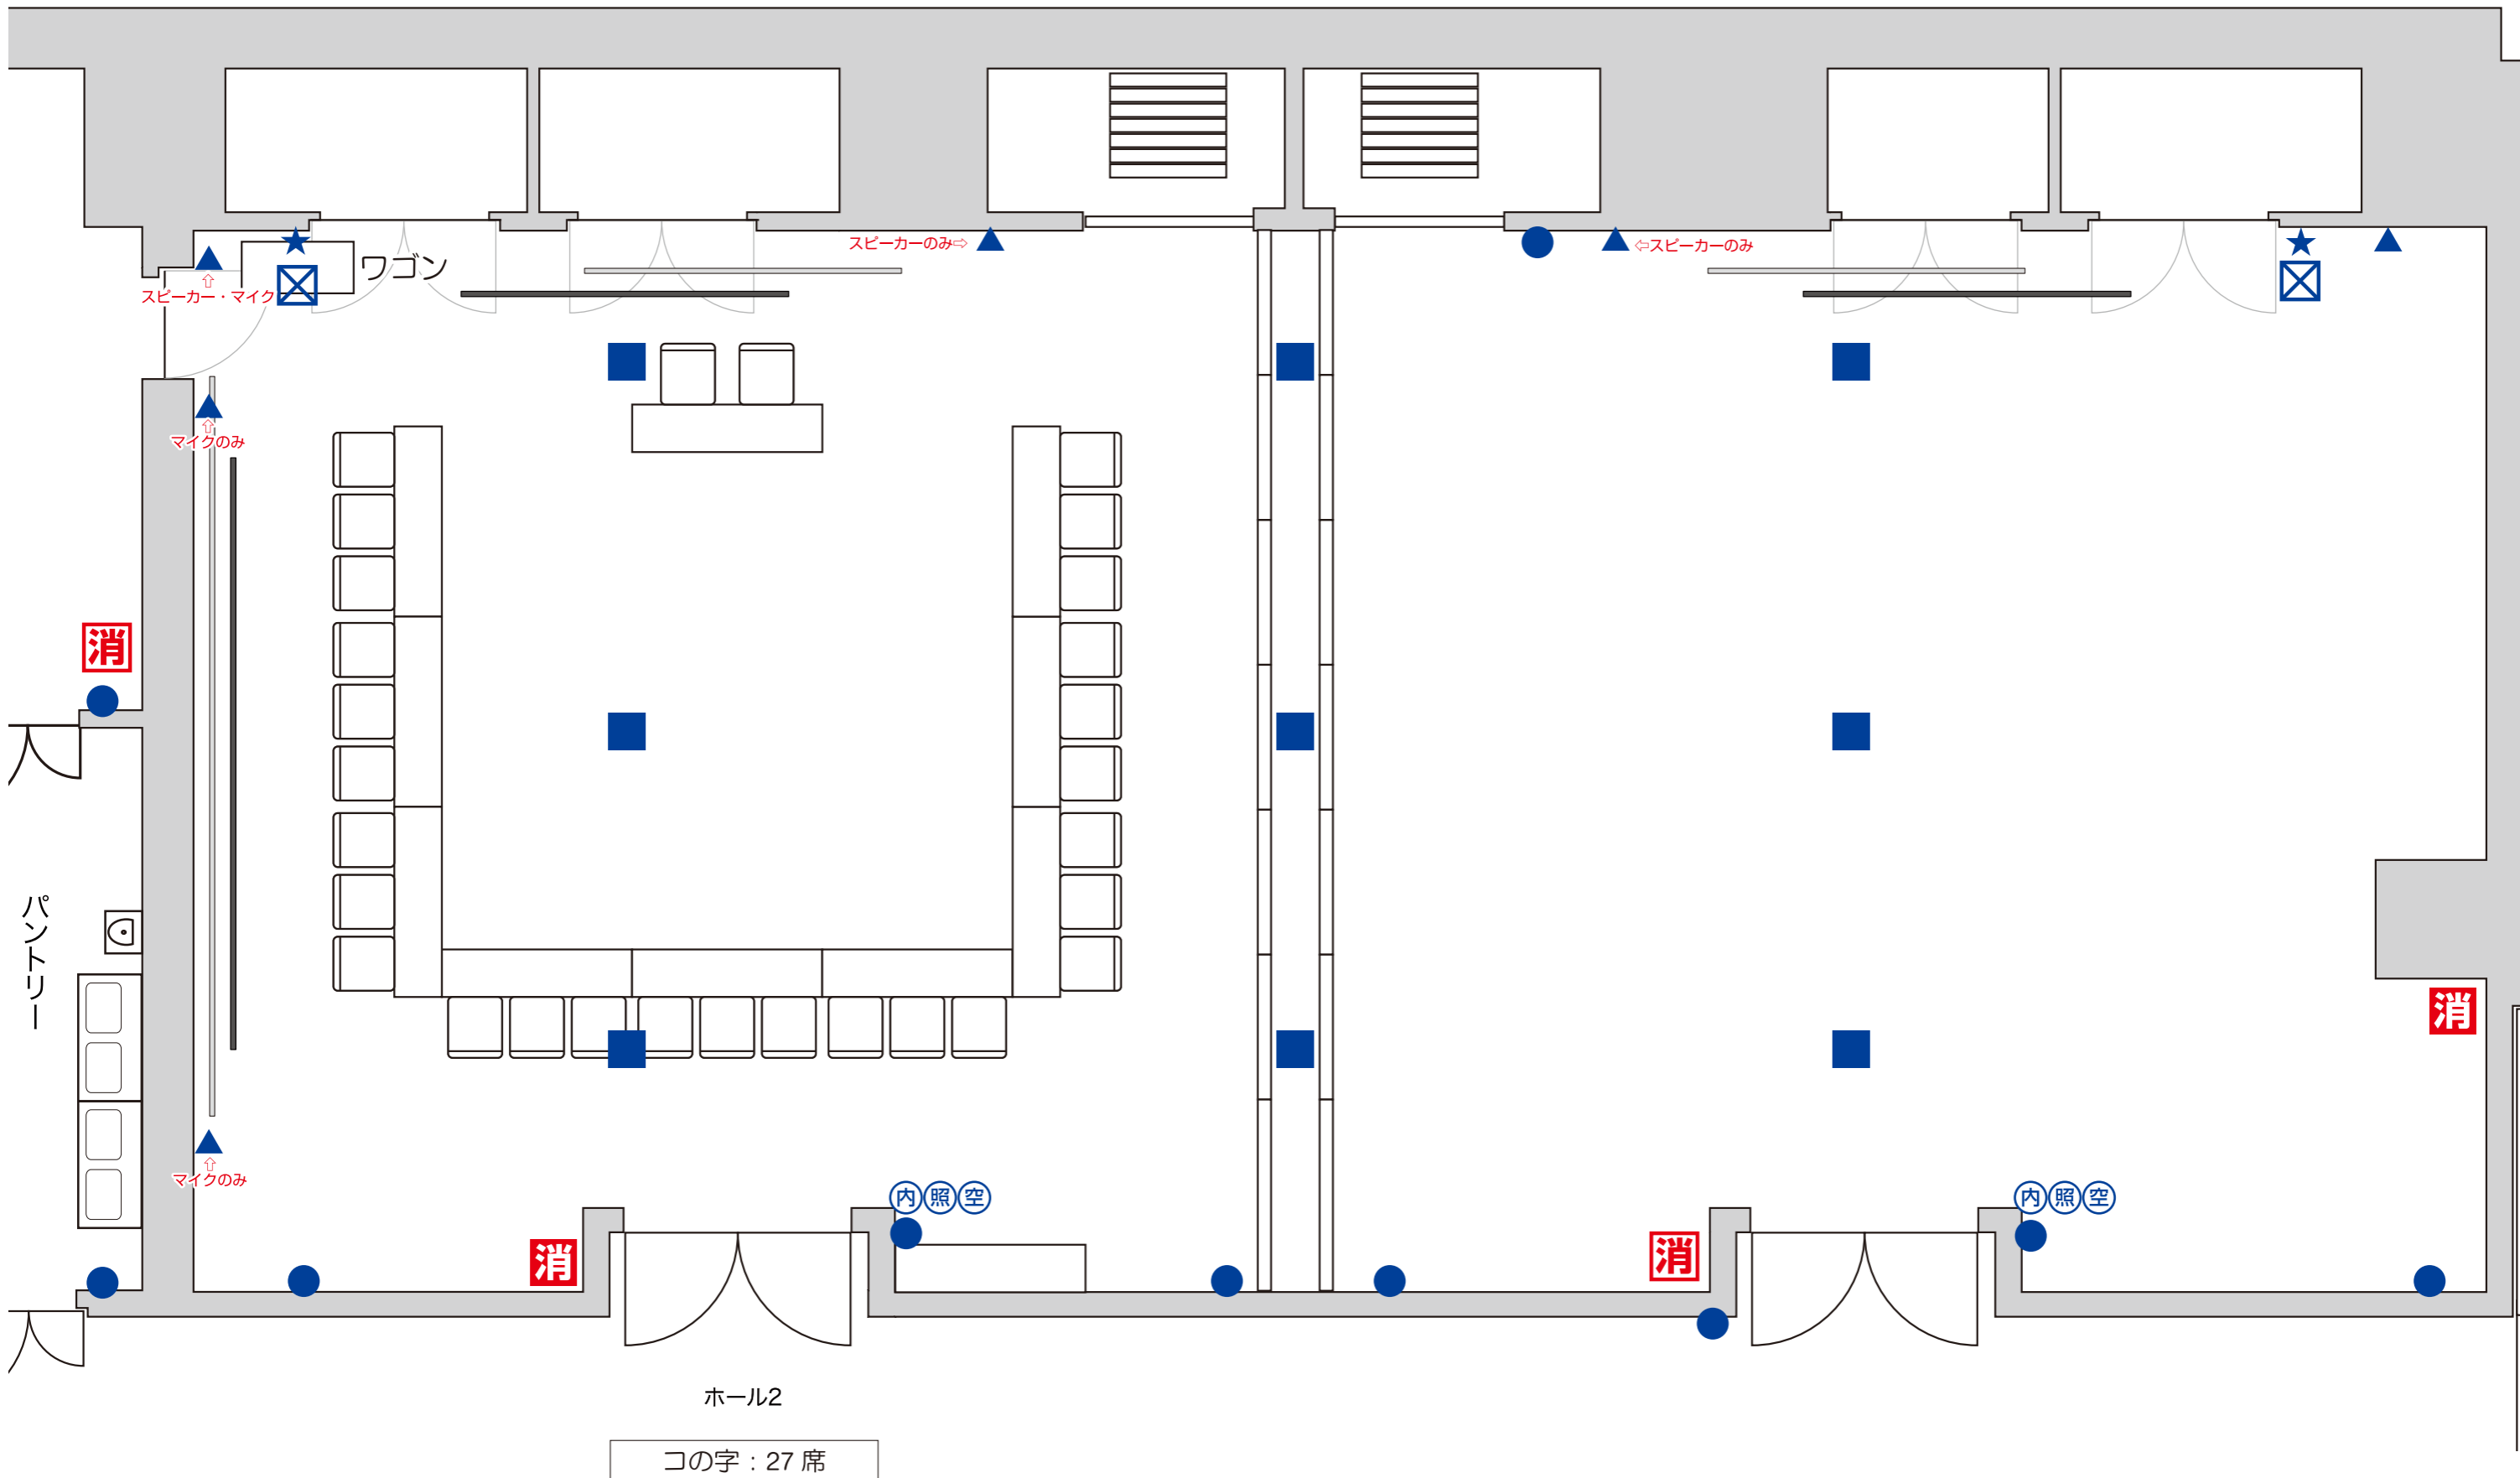 スピーカーのみ⇨
⇦スピーカーのみ
ワゴン
⇧
スピーカー・マイク
⇧
マイクのみ
消
パントリー
消
⇧
マイクのみ
内 照 空
内 照 空
消
消
ホール2
コの字：27 席